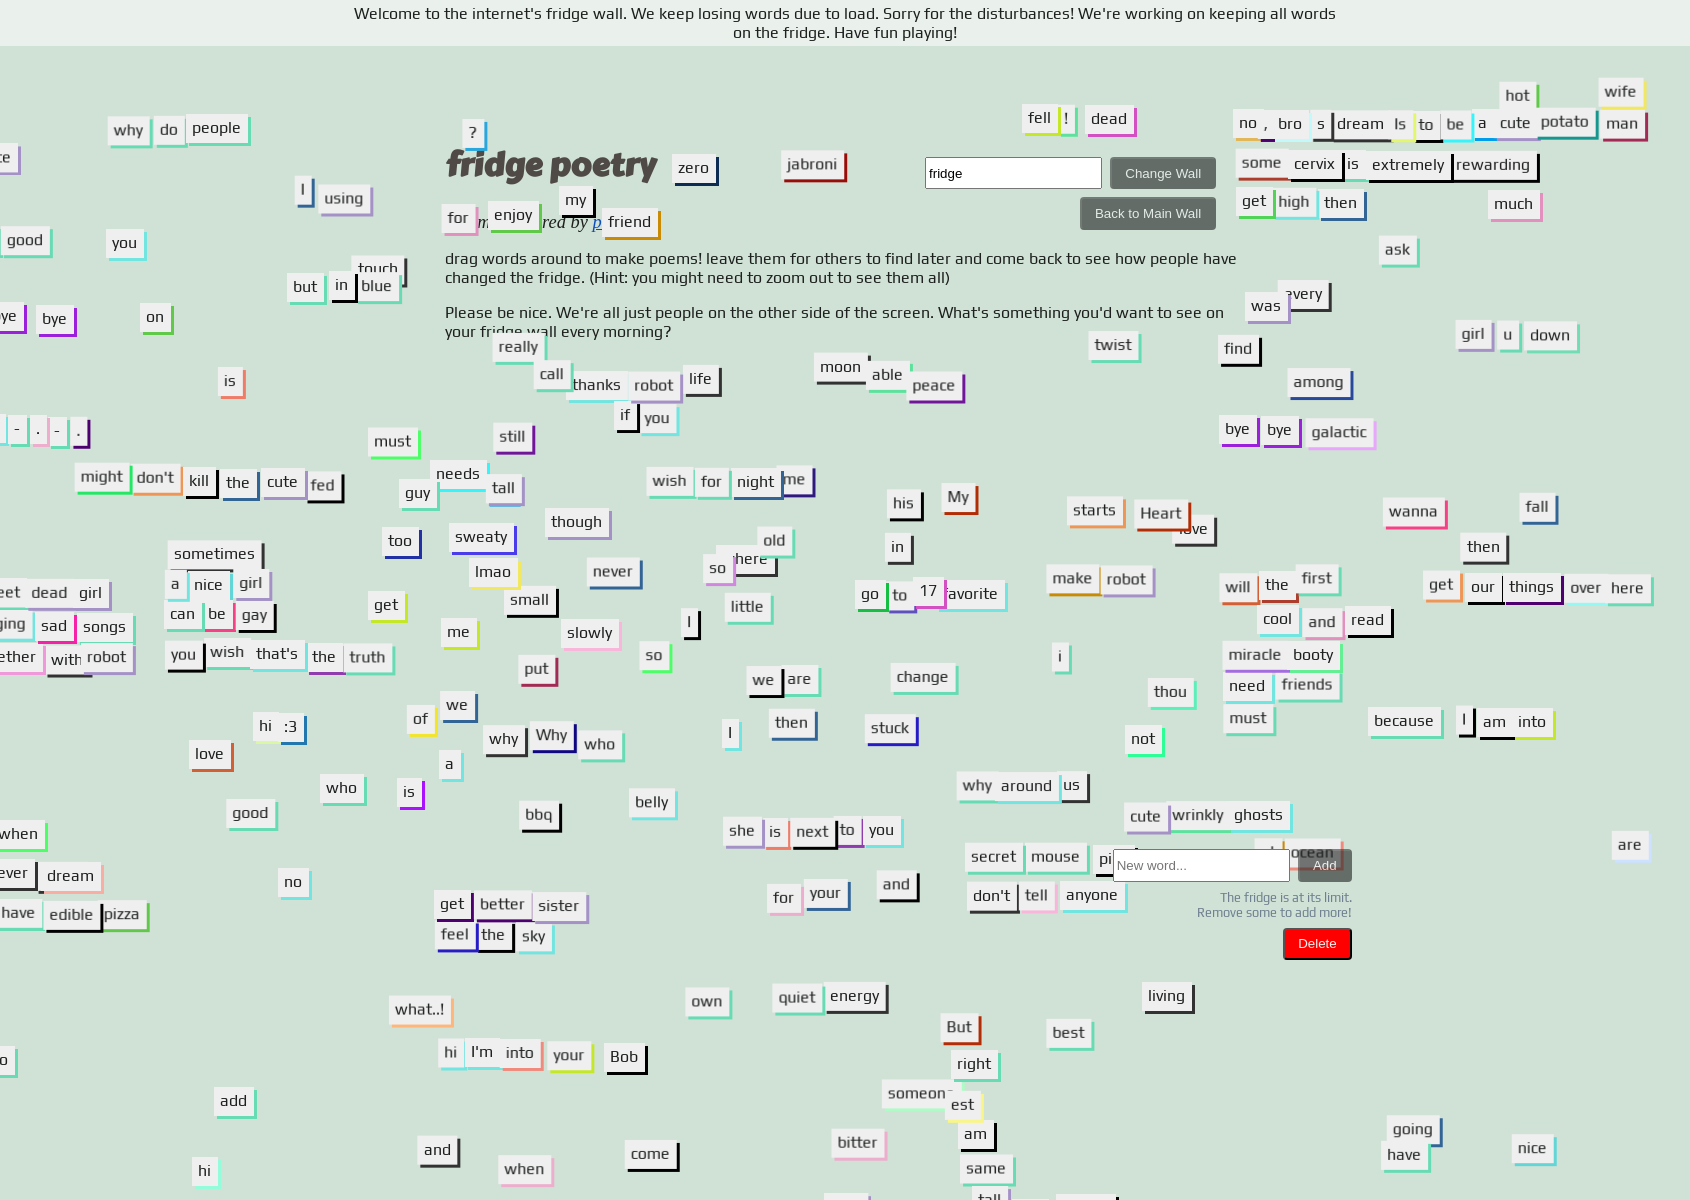 Welcome to the internet's fridge wall. We keep losing words due to load. Sorry for the disturbances! We're working on keeping all words
on the fridge. Have fun playing!
hot wife
why do people
? fell ! dead
no , bro s dream Is to be a cute potato man
fridge poetry zero jabroni
some cervix is extremely rewarding
fridge Change Wall
I using
my
get high then much
for enjoy red by p friend
Back to Main Wall
good you
ask
drag words around to make poems! leave them for others to find later and come back to see how people have
changed the fridge. (Hint: you might need to zoom out to see them all)
touch
but in blue
every
was
bye on
Please be nice. We're all just people on the other side of the screen. What's something you'd want to see on
your fridge wall every morning?
girl u down
really twist find
is call thanks robot life
moon able peace
among
if you
- . - .
must still
bye bye galactic
might don't kill the cute fed
needs
guy tall
wish for night me
his My
starts Heart love
wanna fall
though
too sweaty
old
here
so
in
then
sometimes
lmao never
make robot
a nice girl
will the first
get our things over here
dead girl
get small little
go to 17 avorite
can be gay
cool and read
sad songs
me slowly I
you wish that's the truth
with robot
put so
i
miracle booty
we are change
need friends
thou
hi :3
of we
I then stuck
must
because I am into
love
why Why who
not
a
who is
why around us
good
bbq belly
cute wrinkly ghosts
when
she is next to you
are
ever dream
secret mouse pi
ocean
New word... Add
no
for your and
don't tell anyone
The fridge is at its limit.
Remove some to add more!
have edible pizza
get better sister
feel the sky
Delete
what..!
own quiet energy living
But best
hi I'm into your Bob
right
someon
est
add
am
going
have
and when come bitter
nice
hi
same
tall